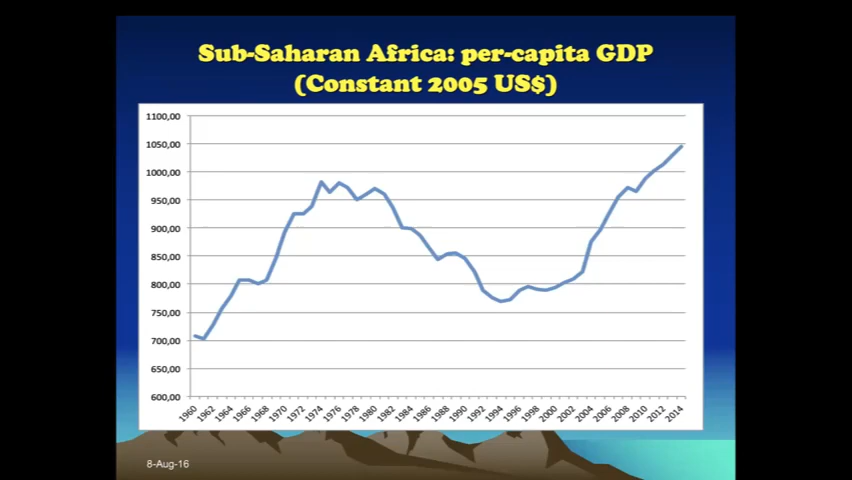 Sub-Saharan Africa: per-capita GDP
(Constant 2005 US$)
1100,00
1050,00
1000,00
950,00
900,00
850,00
800,00
750,00
700,00
650,00
600,00
1960 1962 1964 1966 1968 1970 1972 1974 1976 1978 1980 1982 1984 1986 1988 1990 1992 1994 1996 1998 2000 2002 2004 2006 2008 2010 2012 2014
8-Aug-16